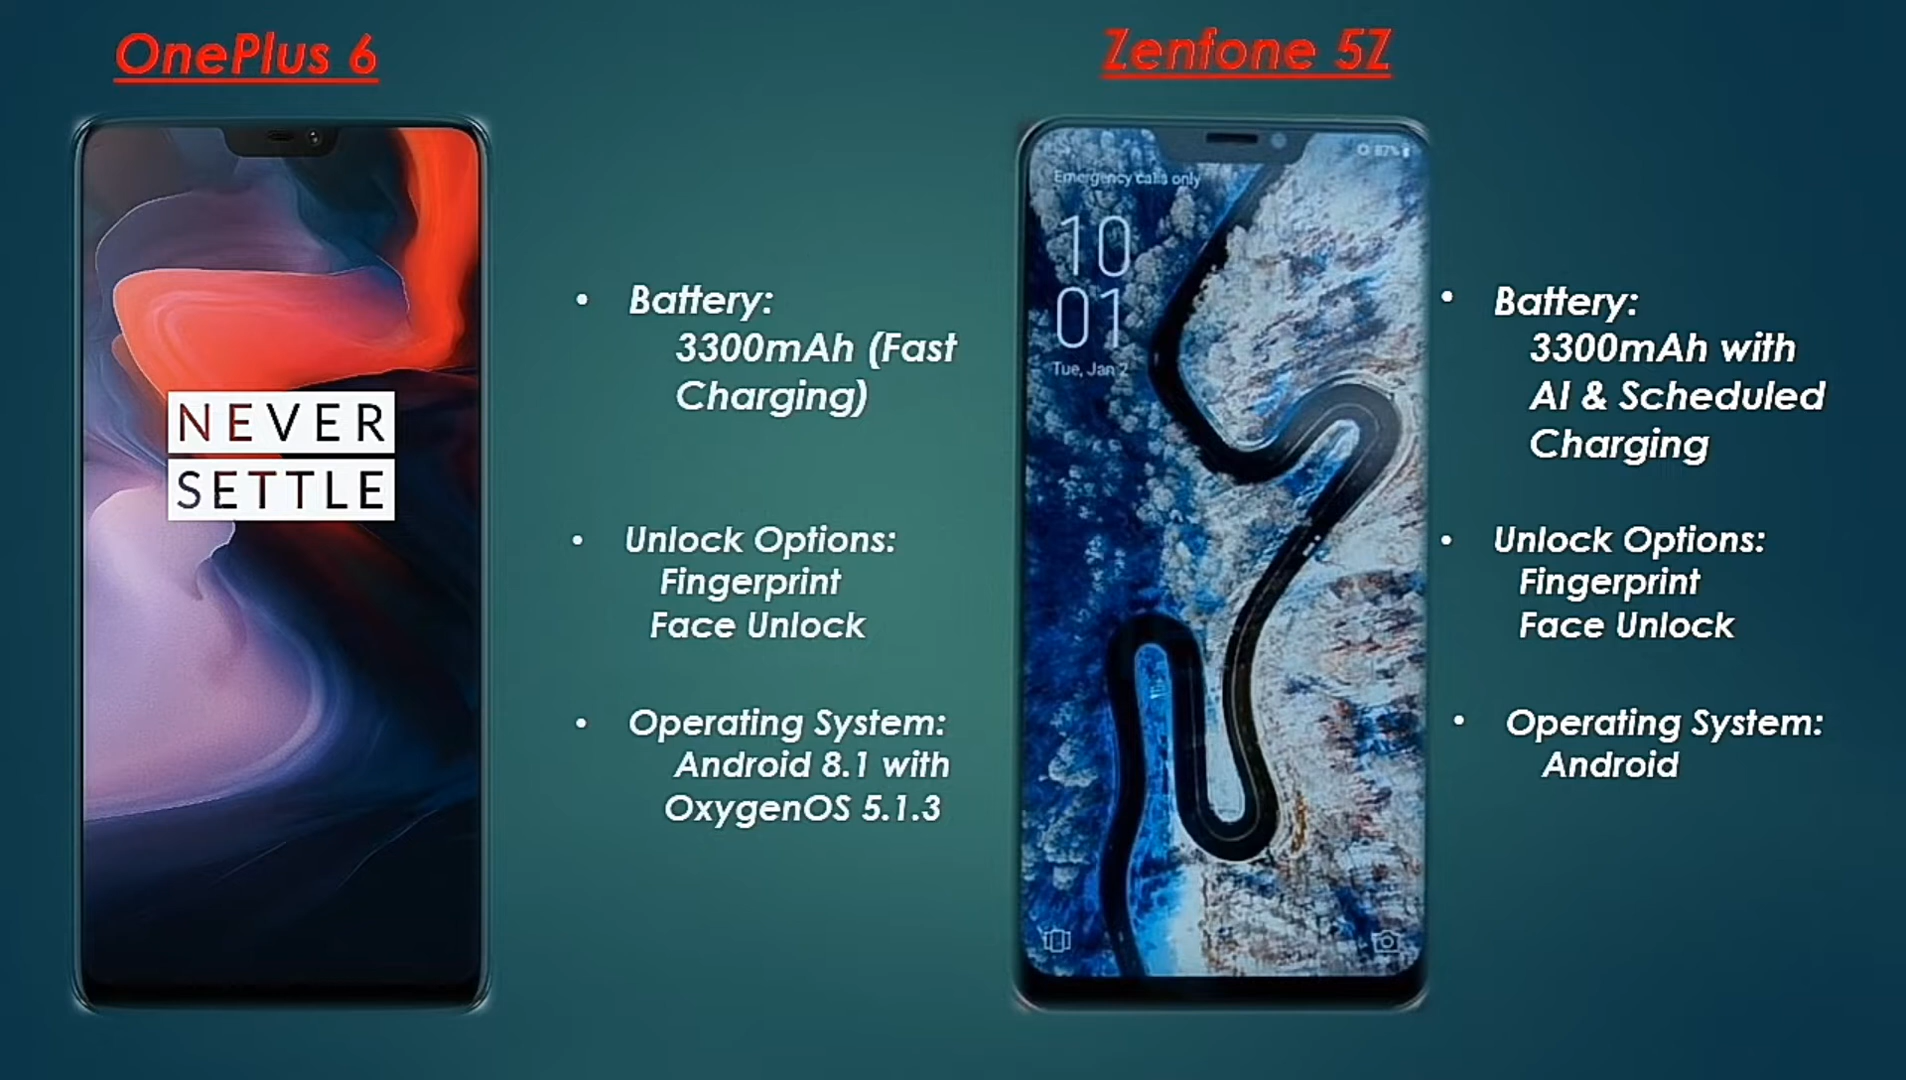 OnePlus 6
NEVER
SETTLE
• Battery:
3300mAh (Fast
Charging)
• Unlock Options:
Fingerprint
Face Unlock
• Operating System:
Android 8.1 with
OxygenOS 5.1.3
Zenfone 5Z
87%
Emergency calls only
10
01
Tue, Jan 2
• Battery:
3300mAh with
AI & Scheduled
Charging
• Unlock Options:
Fingerprint
Face Unlock
• Operating System:
Android